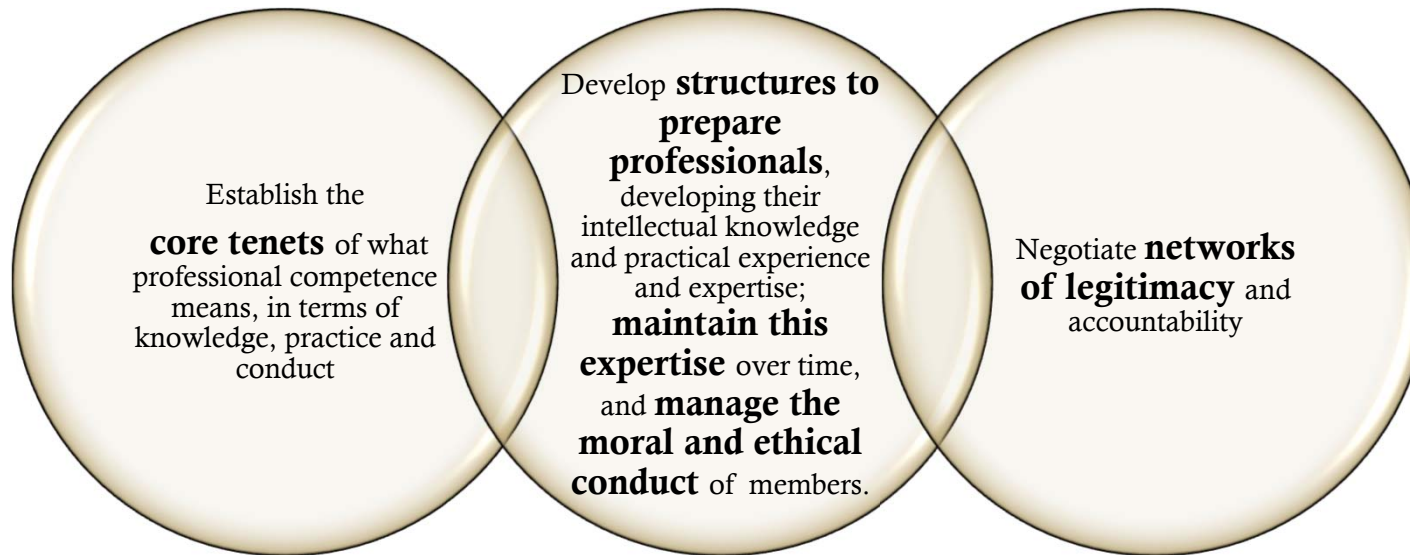 Establish the
core tenets of what
professional competence
means, in terms of
knowledge, practice and
conduct
Develop structures to
prepare
professionals,
developing their
intellectual knowledge
and practical experience
and expertise;
maintain this
expertise over time,
and manage the
moral and ethical
conduct of members.
Negotiate networks
of legitimacy and
accountability